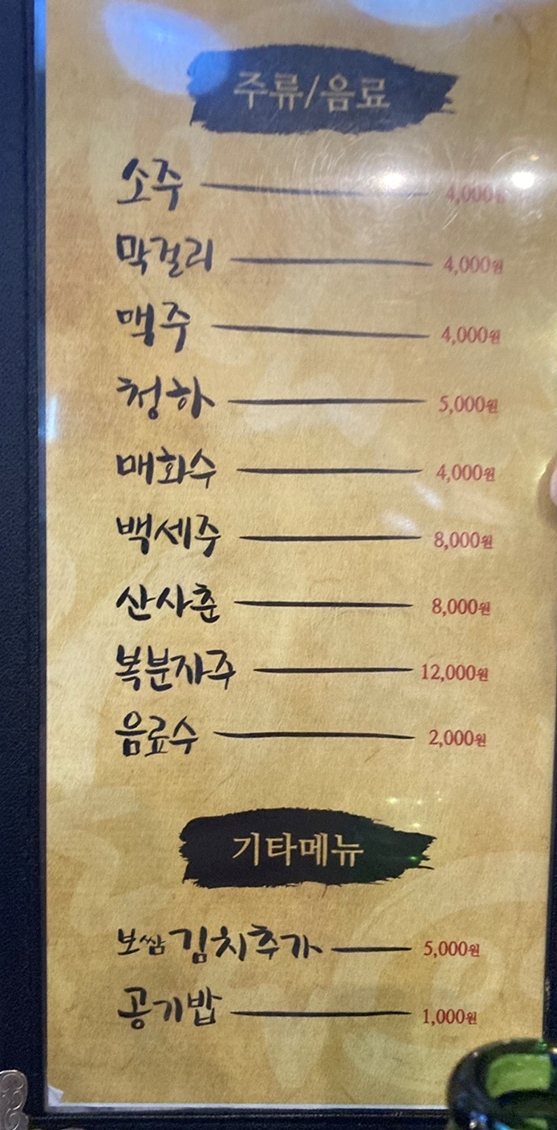 주류/음료
소주 4,000원
막걸리 4,000원
맥주 4,000원
청하 5,000원
매화수 4,000원
백세주 8,000원
산사춘 8,000원
복분자주 12,000원
음료수 2,000원
기타메뉴
보쌈 김치추가 5,000원
공기밥 1,000원